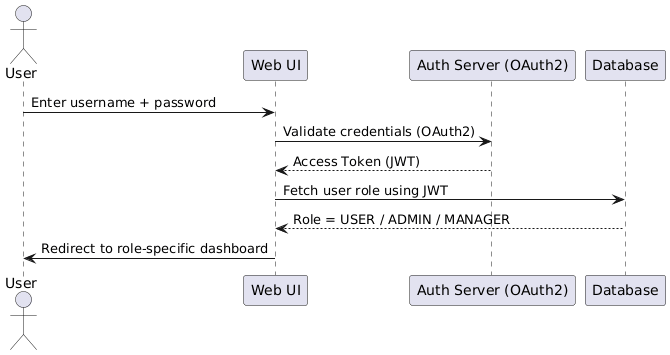 User
Web UI
Auth Server (OAuth2)
Database
Enter username + password
Validate credentials (OAuth2)
Access Token (JWT)
Fetch user role using JWT
Role = USER / ADMIN / MANAGER
Redirect to role-specific dashboard
User
Web UI
Auth Server (OAuth2)
Database